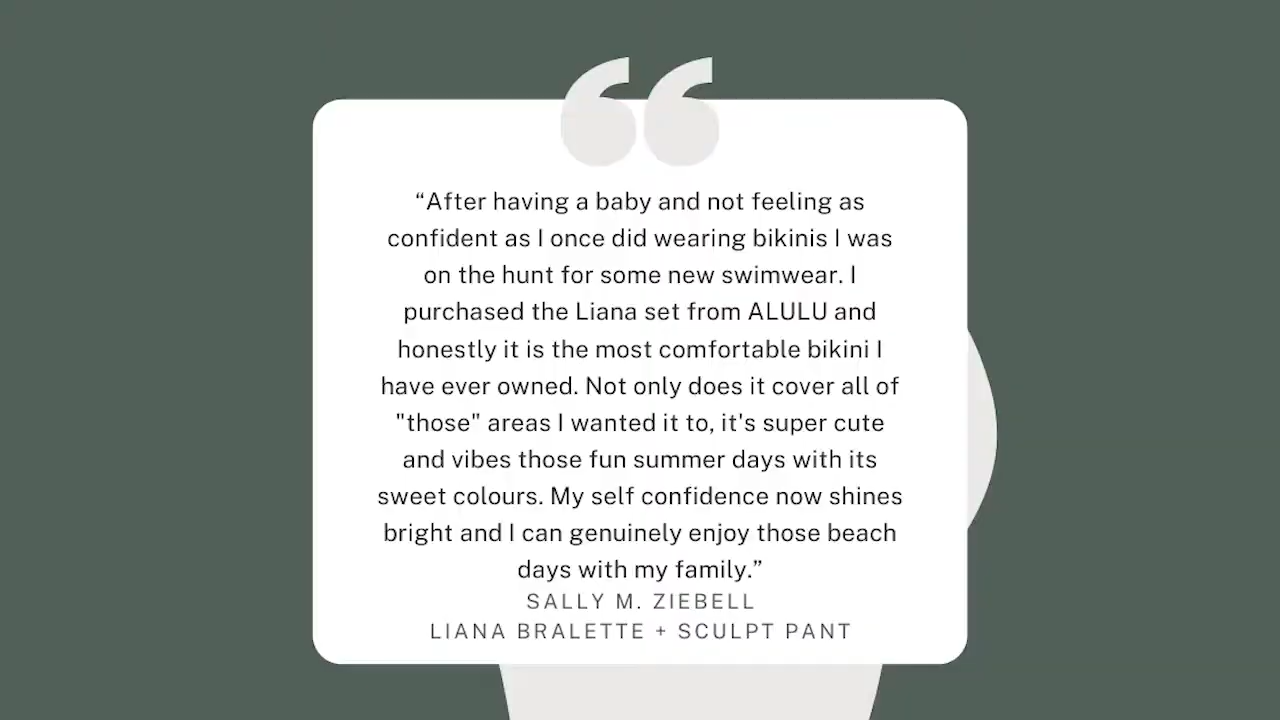 “After having a baby and not feeling as
confident as I once did wearing bikinis I was
on the hunt for some new swimwear. I
purchased the Liana set from ALULU and
honestly it is the most comfortable bikini I
have ever owned. Not only does it cover all of
"those" areas I wanted it to, it's super cute
and vibes those fun summer days with its
sweet colours. My self confidence now shines
bright and I can genuinely enjoy those beach
days with my family.”
SALLY M. ZIEBELL
LIANA BRALETTE + SCULPT PANT